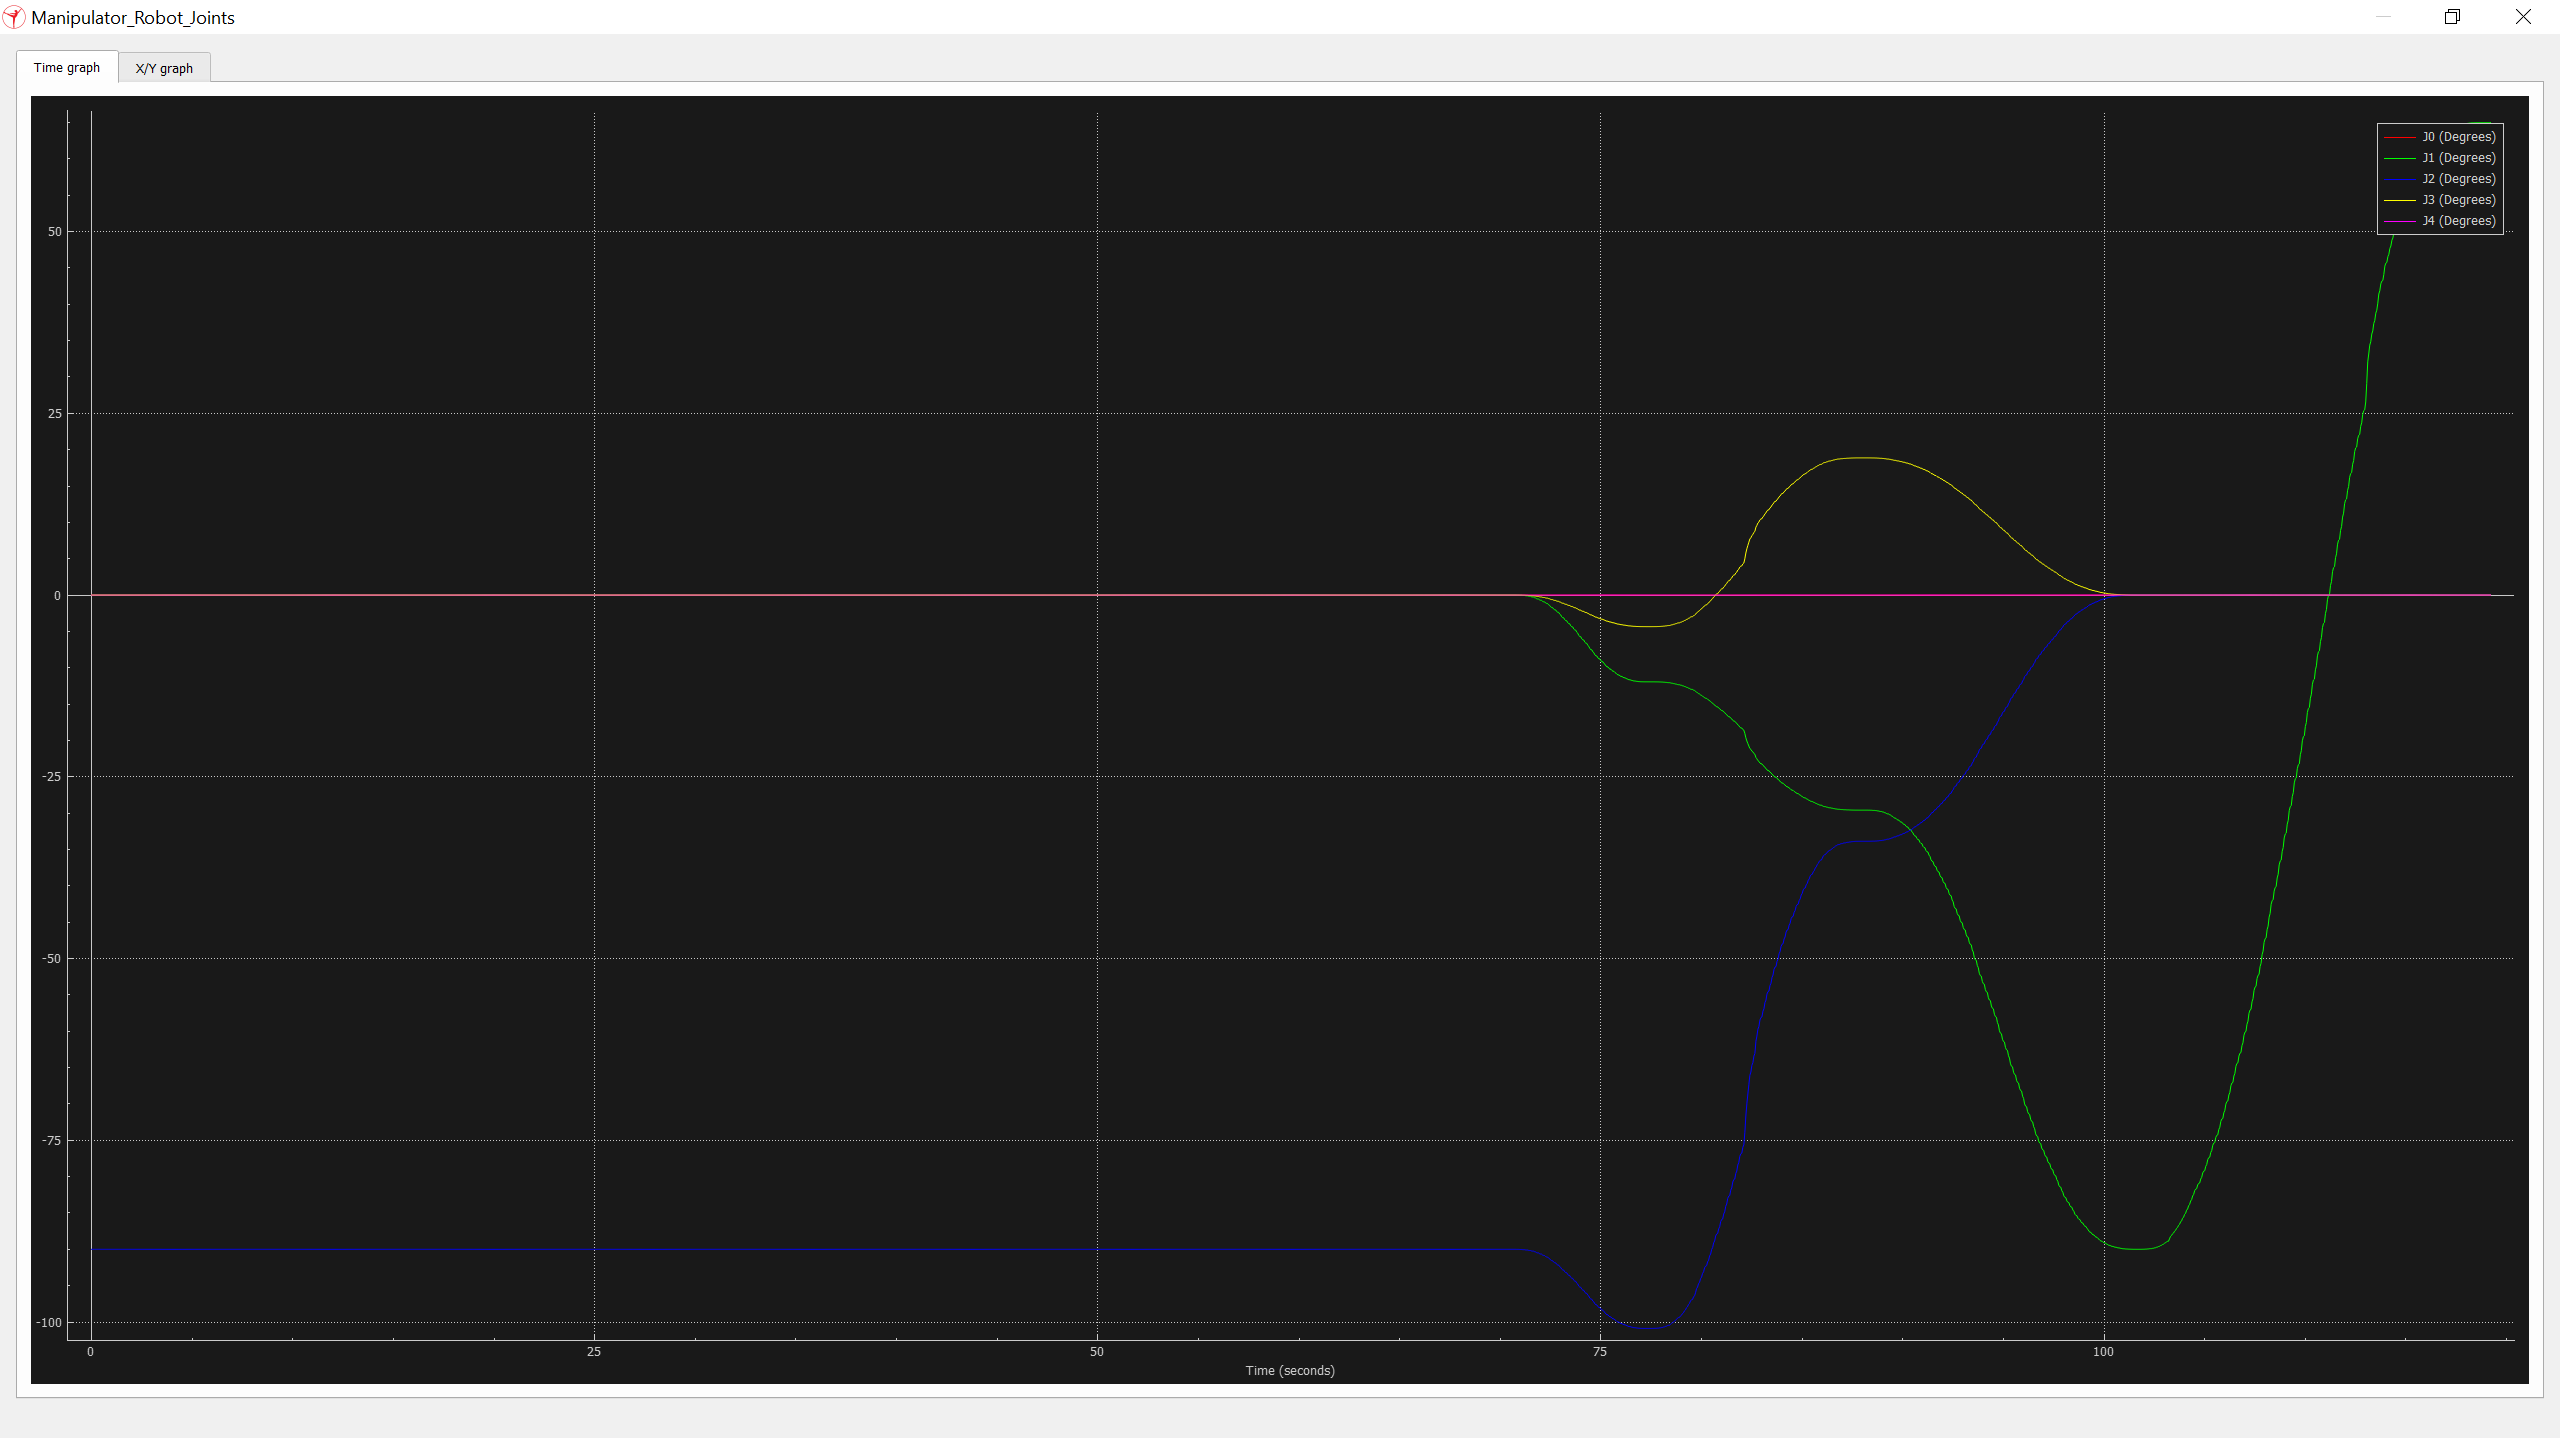 Manipulator_Robot_Joints
Time graph
X/Y graph
J0 (Degrees)
J1 (Degrees)
J2 (Degrees)
J3 (Degrees)
J4 (Degrees)
50
25
0
-25
-50
-75
-100
0
25
50
75
100
Time (seconds)